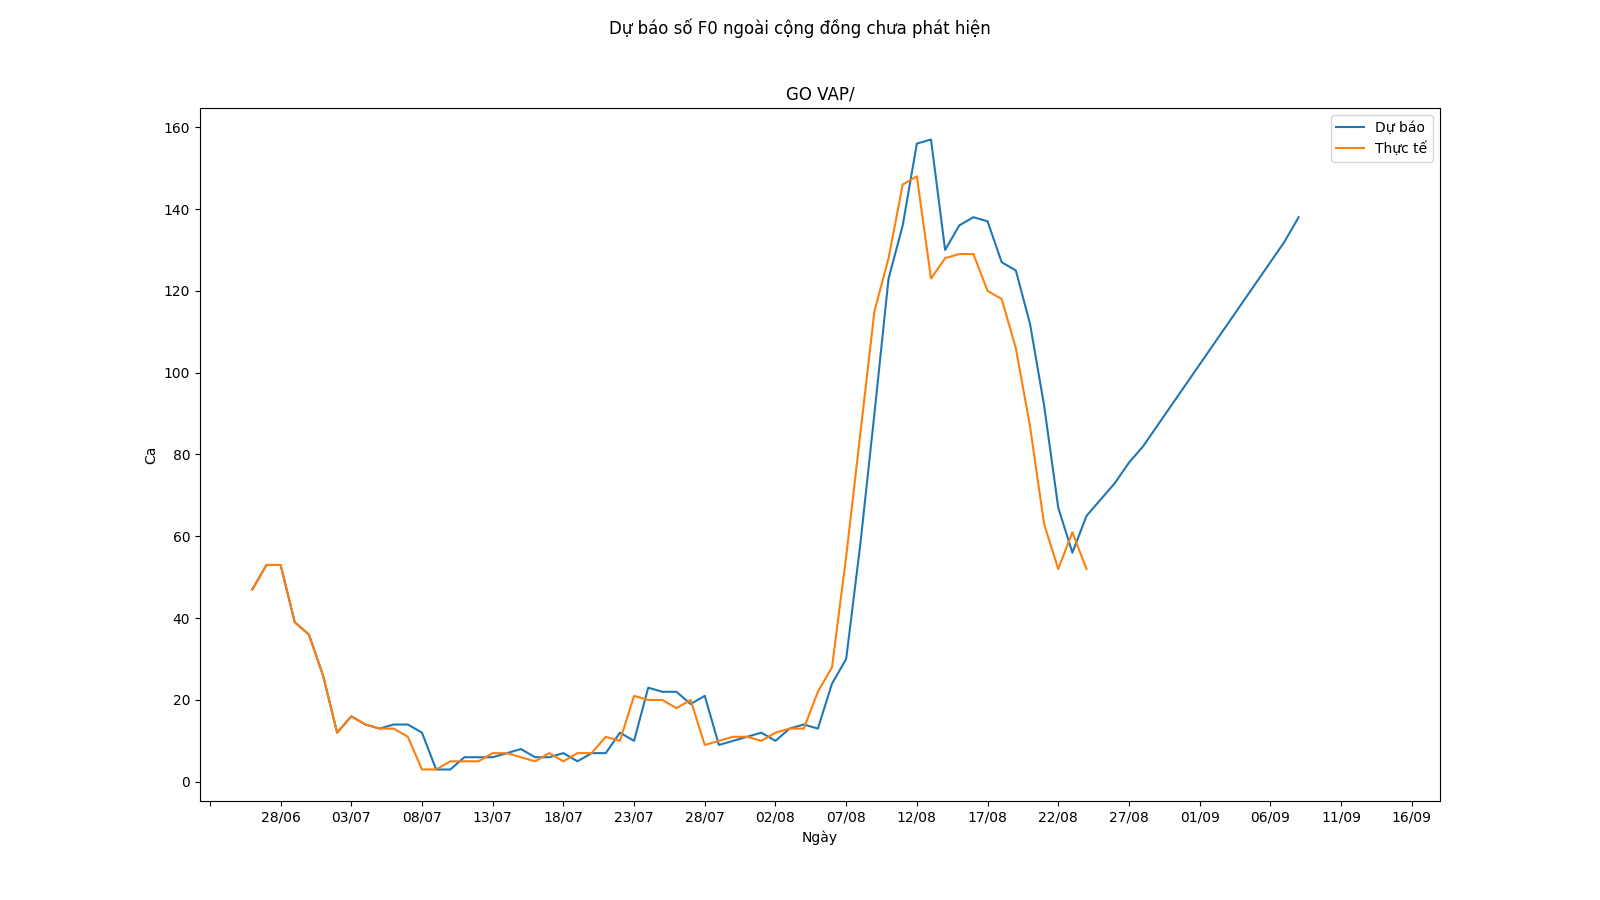 Dự báo số F0 ngoài cộng đồng chưa phát hiện
GO VAP/
Dự báo
Thực tế
160
140
120
100
80
60
40
20
0
Ca
28/06 03/07 08/07 13/07 18/07 23/07 28/07 02/08 07/08 12/08 17/08 22/08 27/08 01/09 06/09 11/09 16/09
Ngày